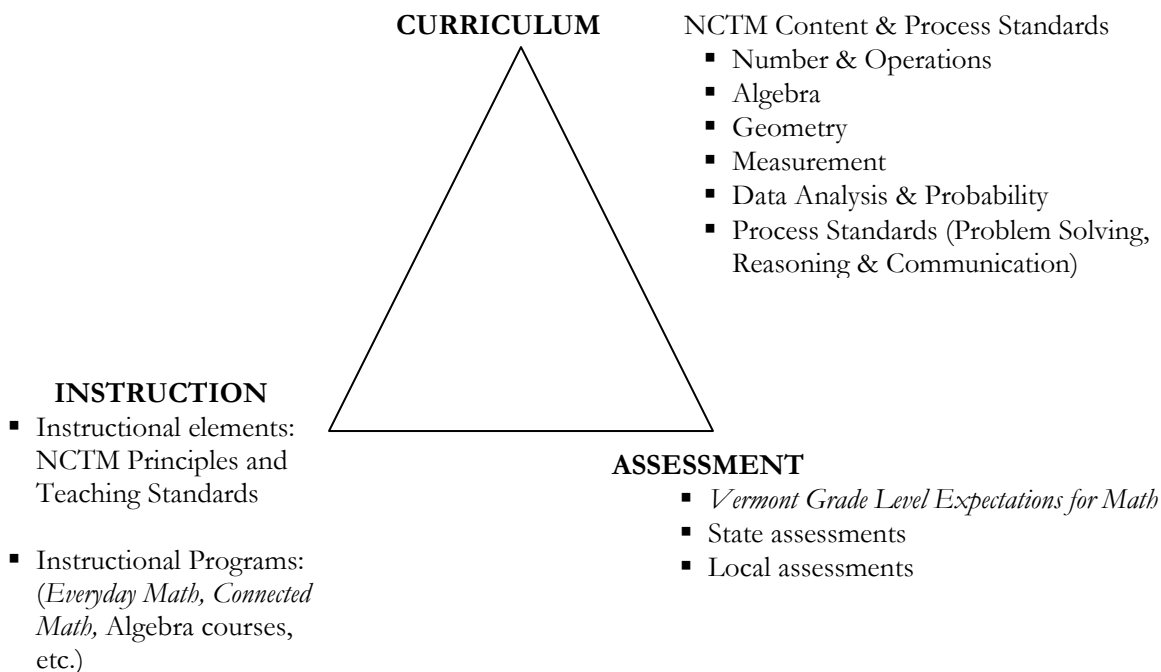 CURRICULUM
NCTM Content & Process Standards
▪ Number & Operations
▪ Algebra
▪ Geometry
▪ Measurement
▪ Data Analysis & Probability
▪ Process Standards (Problem Solving,
Reasoning & Communication)
INSTRUCTION
▪ Instructional elements:
NCTM Principles and
Teaching Standards
▪ Instructional Programs:
(Everyday Math, Connected
Math, Algebra courses,
etc.)
ASSESSMENT
▪ Vermont Grade Level Expectations for Math
▪ State assessments
▪ Local assessments